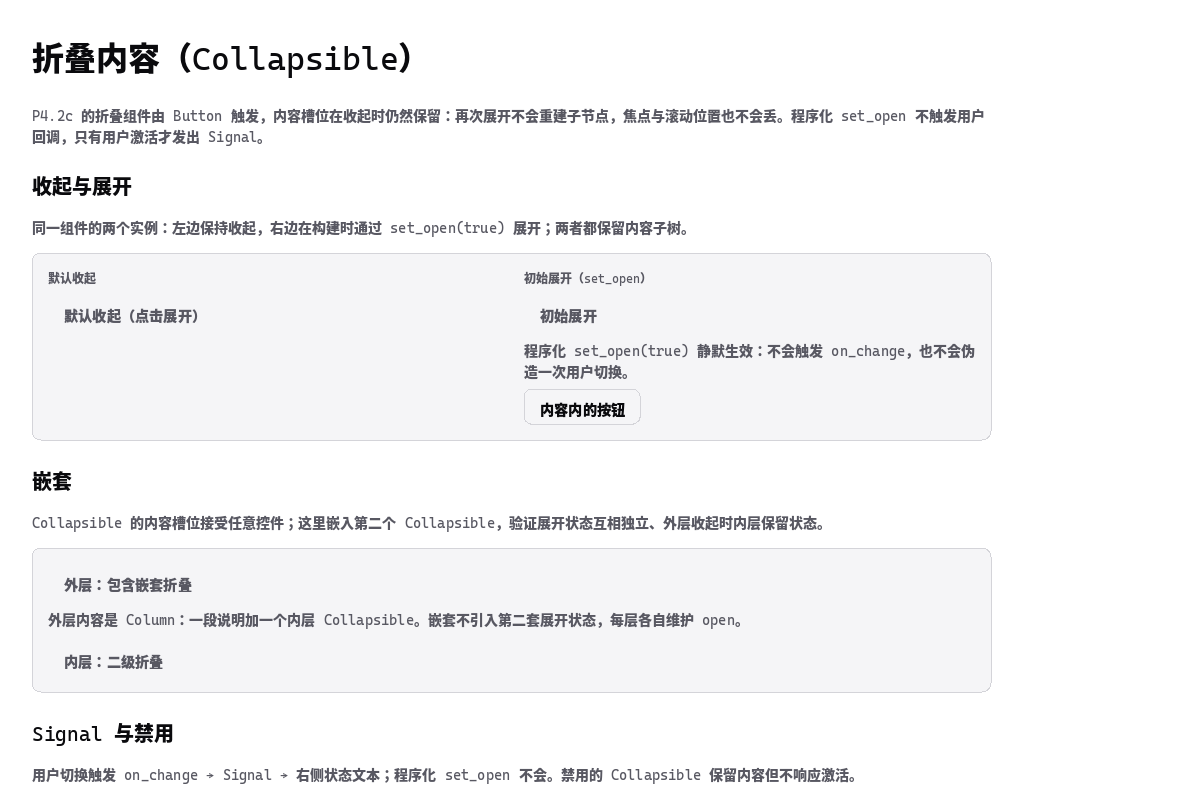 折叠内容（Collapsible）
P4.2c 的折叠组件由 Button 触发，内容槽位在收起时仍然保留：再次展开不会重建子节点，焦点与滚动位置也不会丢。程序化 set_open 不触发用户
回调，只有用户激活才发出 Signal。
收起与展开
同一组件的两个实例：左边保持收起，右边在构建时通过 set_open(true) 展开；两者都保留内容子树。
默认收起
初始展开（set_open）
默认收起（点击展开）
初始展开
程序化 set_open(true) 静默生效：不会触发 on_change，也不会伪
造一次用户切换。
内容内的按钮
嵌套
Collapsible 的内容槽位接受任意控件；这里嵌入第二个 Collapsible，验证展开状态互相独立、外层收起时内层保留状态。
外层：包含嵌套折叠
外层内容是 Column：一段说明加一个内层 Collapsible。嵌套不引入第二套展开状态，每层各自维护 open。
内层：二级折叠
Signal 与禁用
用户切换触发 on_change → Signal → 右侧状态文本；程序化 set_open 不会。禁用的 Collapsible 保留内容但不响应激活。